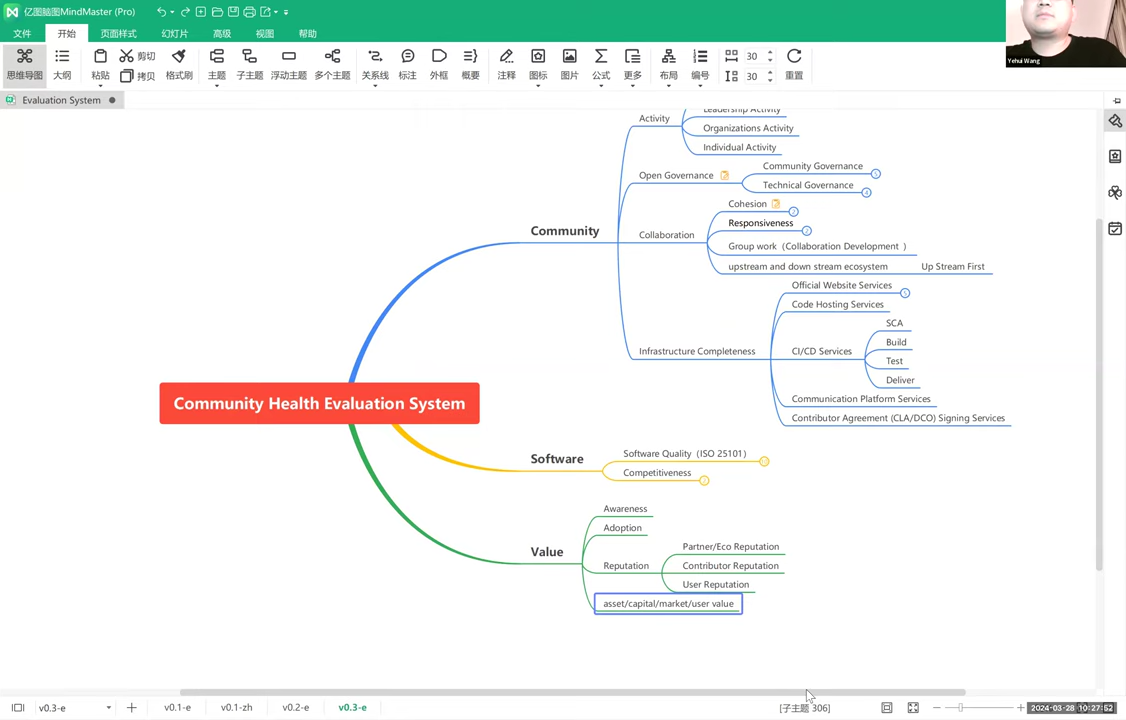 亿图脑图MindMaster (Pro)
文件 开始 页面样式 幻灯片 高级 视图 帮助
思维导图 大纲 粘贴 剪切 拷贝 格式刷 主题 子主题 浮动主题 多个主题 关系线 标注 外框 概要 注释 图标 图片 公式 更多 布局 编号 30 30 重置
Yehui Wang
Evaluation System
Activity
Leadership Activity
Organizations Activity
Individual Activity
Open Governance
Community Governance 5
Technical Governance 4
Community
Collaboration
Cohesion 2
Responsiveness 2
Group work（Collaboration Development ）
upstream and down stream ecosystem Up Stream First
Infrastructure Completeness
Official Website Services 5
Code Hosting Services
CI/CD Services
SCA
Build
Test
Deliver
Communication Platform Services
Contributor Agreement (CLA/DCO) Signing Services
Community Health Evaluation System
Software
Software Quality（ISO 25101）
Competitiveness 2
Value
Awareness
Adoption
Reputation
Partner/Eco Reputation
Contributor Reputation
User Reputation
asset/capital/market/user value
v0.3-e v0.1-e v0.1-zh v0.2-e v0.3-e
[子主题 306]
2024-03-28 10:27:52